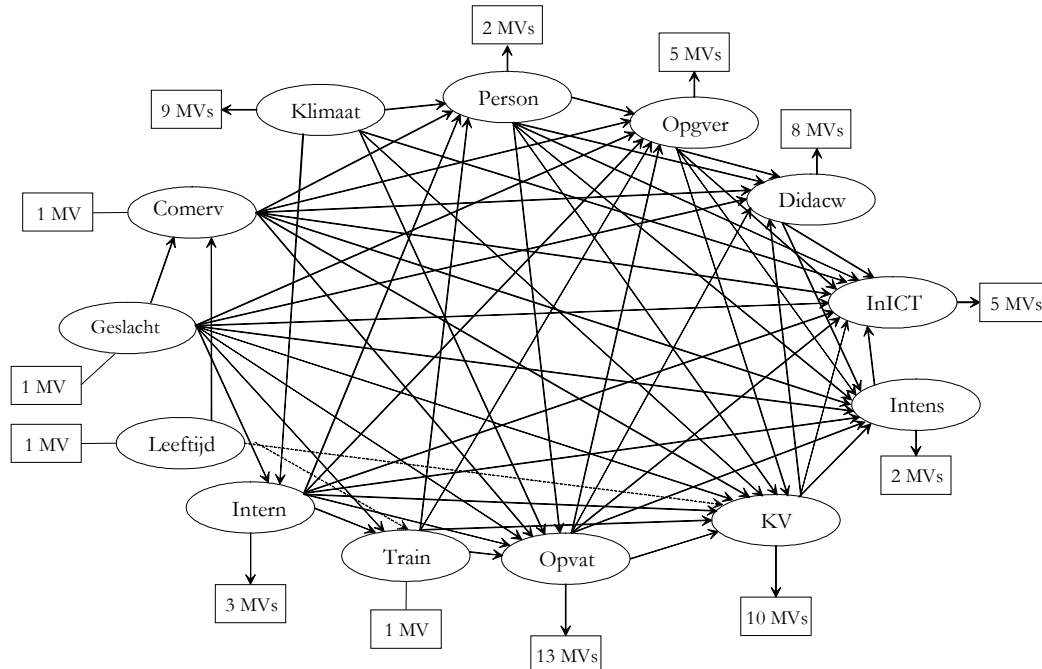 2 MVs
5 MVs
Person
Klimaat
9 MVs
Opgver
8 MVs
Didacw
Comerv
1 MV
InICT
5 MVs
Geslacht
1 MV
Intens
Leeftijd
1 MV
2 MVs
Intern
KV
Train
Opvat
3 MVs
10 MVs
1 MV
13 MVs